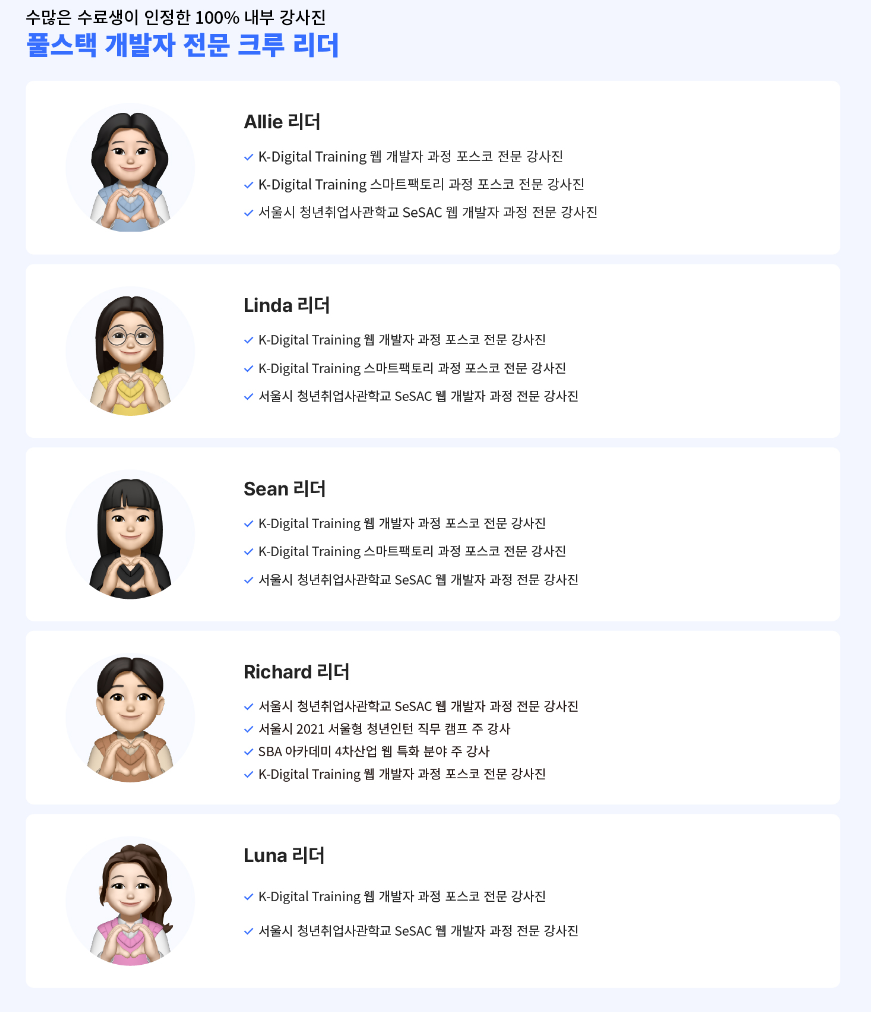 수많은 수료생이 인정한 100% 내부 강사진
풀스택 개발자 전문 크루 리더
Allie 리더
K-Digital Training 웹 개발자 과정 포스코 전문 강사진
K-Digital Training 스마트팩토리 과정 포스코 전문 강사진
서울시 청년취업사관학교 SeSAC 웹 개발자 과정 전문 강사진
Linda 리더
K-Digital Training 웹 개발자 과정 포스코 전문 강사진
K-Digital Training 스마트팩토리 과정 포스코 전문 강사진
서울시 청년취업사관학교 SeSAC 웹 개발자 과정 전문 강사진
Sean 리더
K-Digital Training 웹 개발자 과정 포스코 전문 강사진
K-Digital Training 스마트팩토리 과정 포스코 전문 강사진
서울시 청년취업사관학교 SeSAC 웹 개발자 과정 전문 강사진
Richard 리더
서울시 청년취업사관학교 SeSAC 웹 개발자 과정 전문 강사진
서울시 2021 서울형 청년인턴 직무 캠프 주 강사
SBA 아카데미 4차산업 웹 특화 분야 주 강사
K-Digital Training 웹 개발자 과정 포스코 전문 강사진
Luna 리더
K-Digital Training 웹 개발자 과정 포스코 전문 강사진
서울시 청년취업사관학교 SeSAC 웹 개발자 과정 전문 강사진